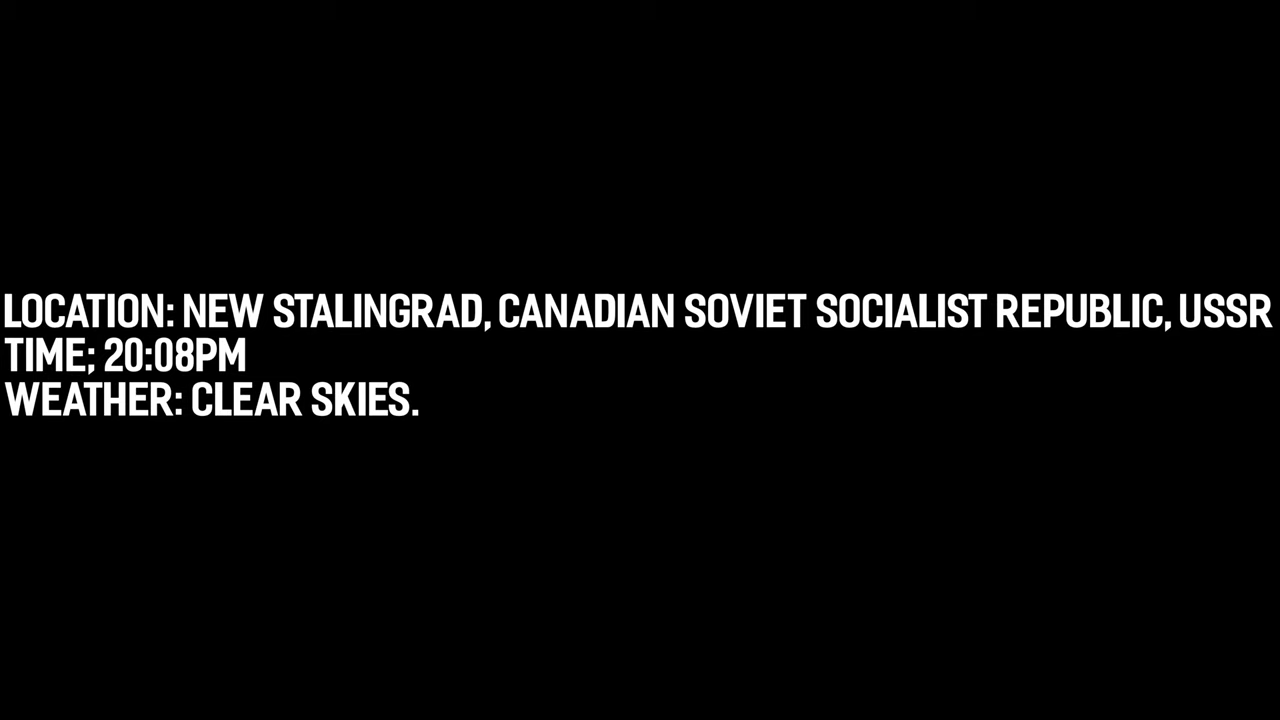 LOCATION: NEW STALINGRAD, CANADIAN SOVIET SOCIALIST REPUBLIC, USSR
TIME; 20:08PM
WEATHER: CLEAR SKIES.